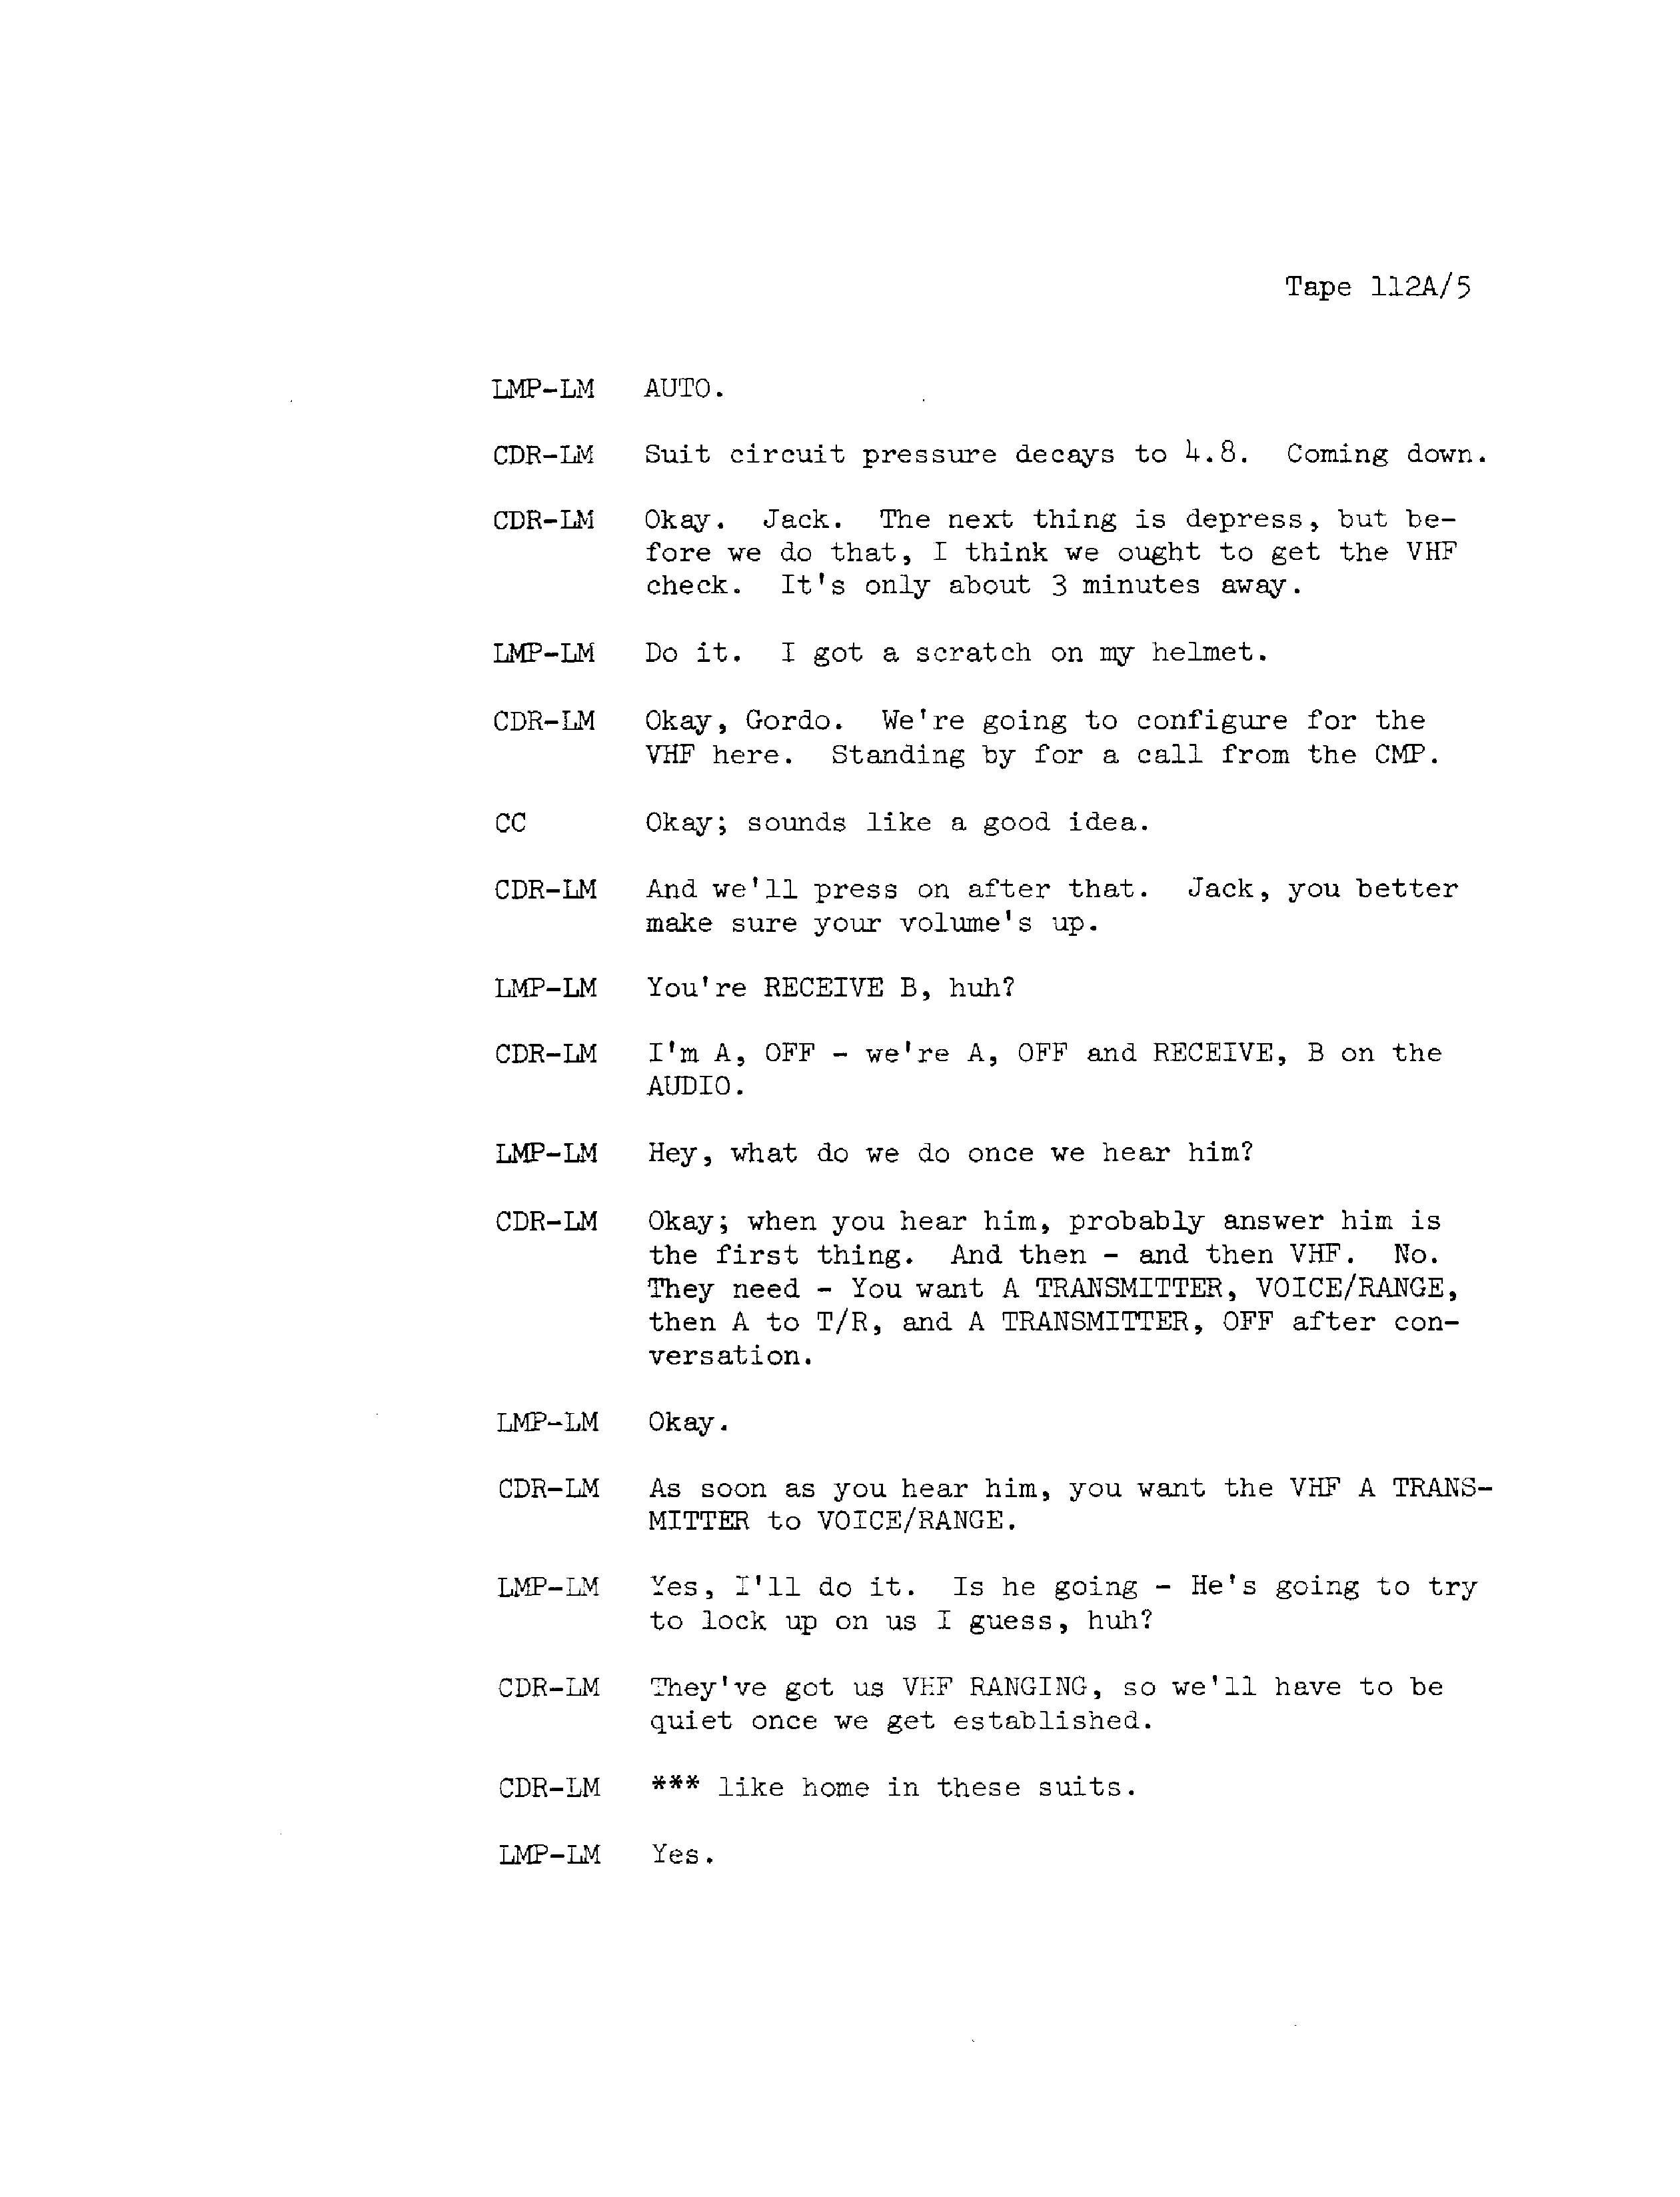 Tape 112A/5
LMP-LM AUTO.
CDR-LM Suit circuit pressure decays to 4.8. Coming down.
CDR-LM Okay. Jack. The next thing is depress, but be-
fore we do that, I think we ought to get the VHF
check. It's only about 3 minutes away.
LMP-LM Do it. I got a scratch on my helmet.
CDR-LM Okay, Gordo. We're going to configure for the
VHF here. Standing by for a call from the CMP.
CC Okay; sounds like a good idea.
CDR-LM And we'll press on after that. Jack, you better
make sure your volume's up.
LMP-LM You're RECEIVE B, huh?
CDR-LM I'm A, OFF - we're A, OFF and RECEIVE, B on the
AUDIO.
LMP-LM Hey, what do we do once we hear him?
CDR-LM Okay; when you hear him, probably answer him is
the first thing. And then - and then VHF. No.
They need - You want A TRANSMITTER, VOICE/RANGE,
then A to T/R, and A TRANSMITTER, OFF after con-
versation.
LMP-LM Okay.
CDR-LM As soon as you hear him, you want the VHF A TRANS-
MITTER to VOICE/RANGE.
LMP-LM Yes, I'll do it. Is he going - He's going to try
to lock up on us I guess, huh?
CDR-LM They've got us VHF RANGING, so we'll have to be
quiet once we get established.
CDR-LM *** like home in these suits.
LMP-LM Yes.